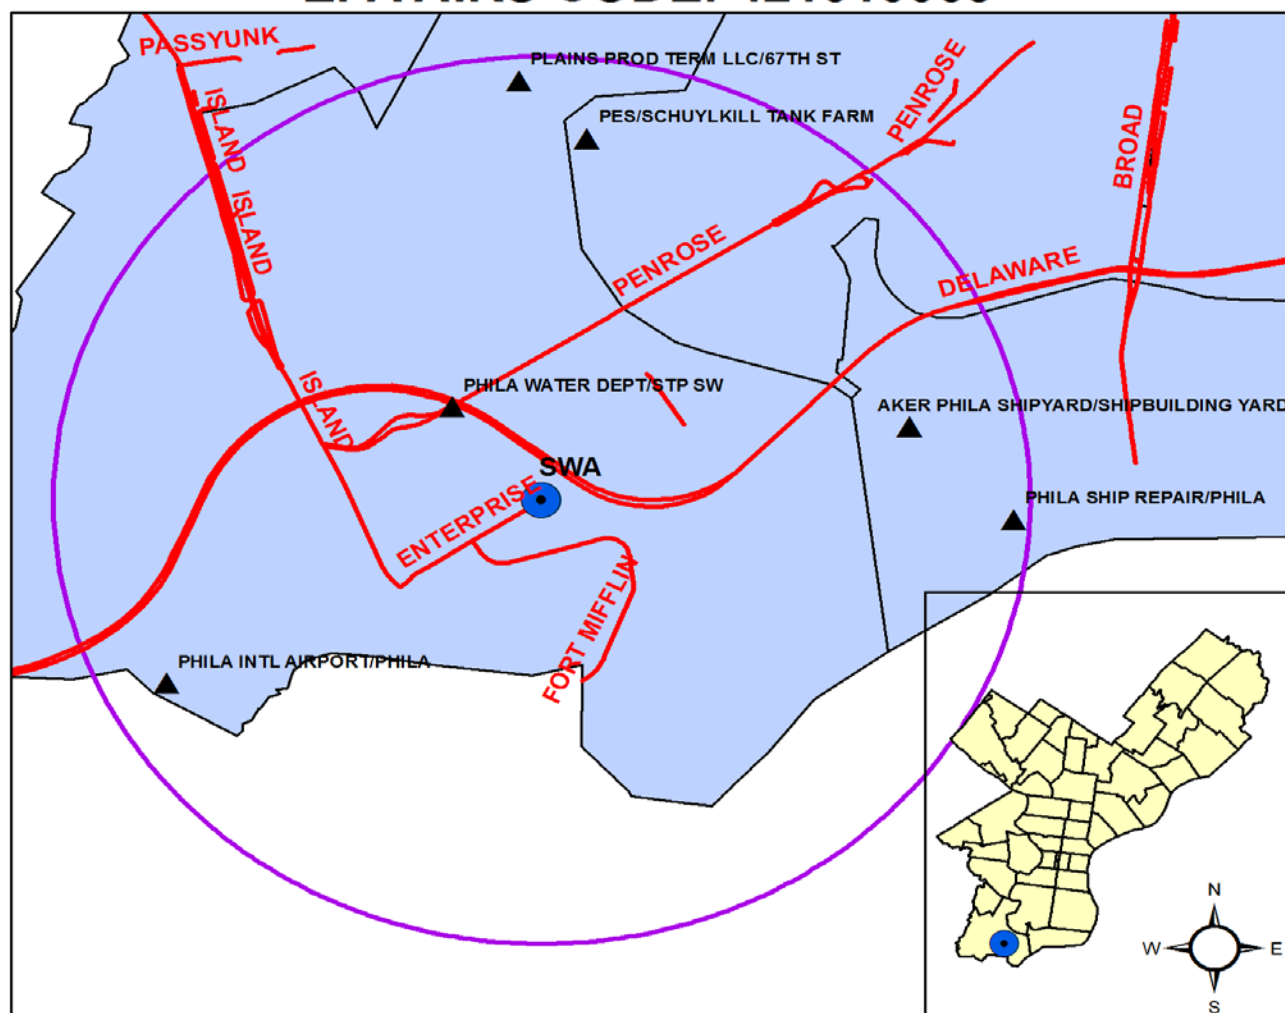 PASSYUNK
PLAINS PROD TERM LLC/67TH ST
PENROSE
ISLAND
PES/SCHUYLKILL TANK FARM
BROAD
ISLAND
PENROSE
DELAWARE
ISLAND
PHILA WATER DEPT/STP SW
AKER PHILA SHIPYARD/SHIPBUILDING YARD
SWA
ENTERPRISE
PHILA SHIP REPAIR/PHILA
FORT MIFFLIN
PHILA INTL AIRPORT/PHILA
N
W
E
S